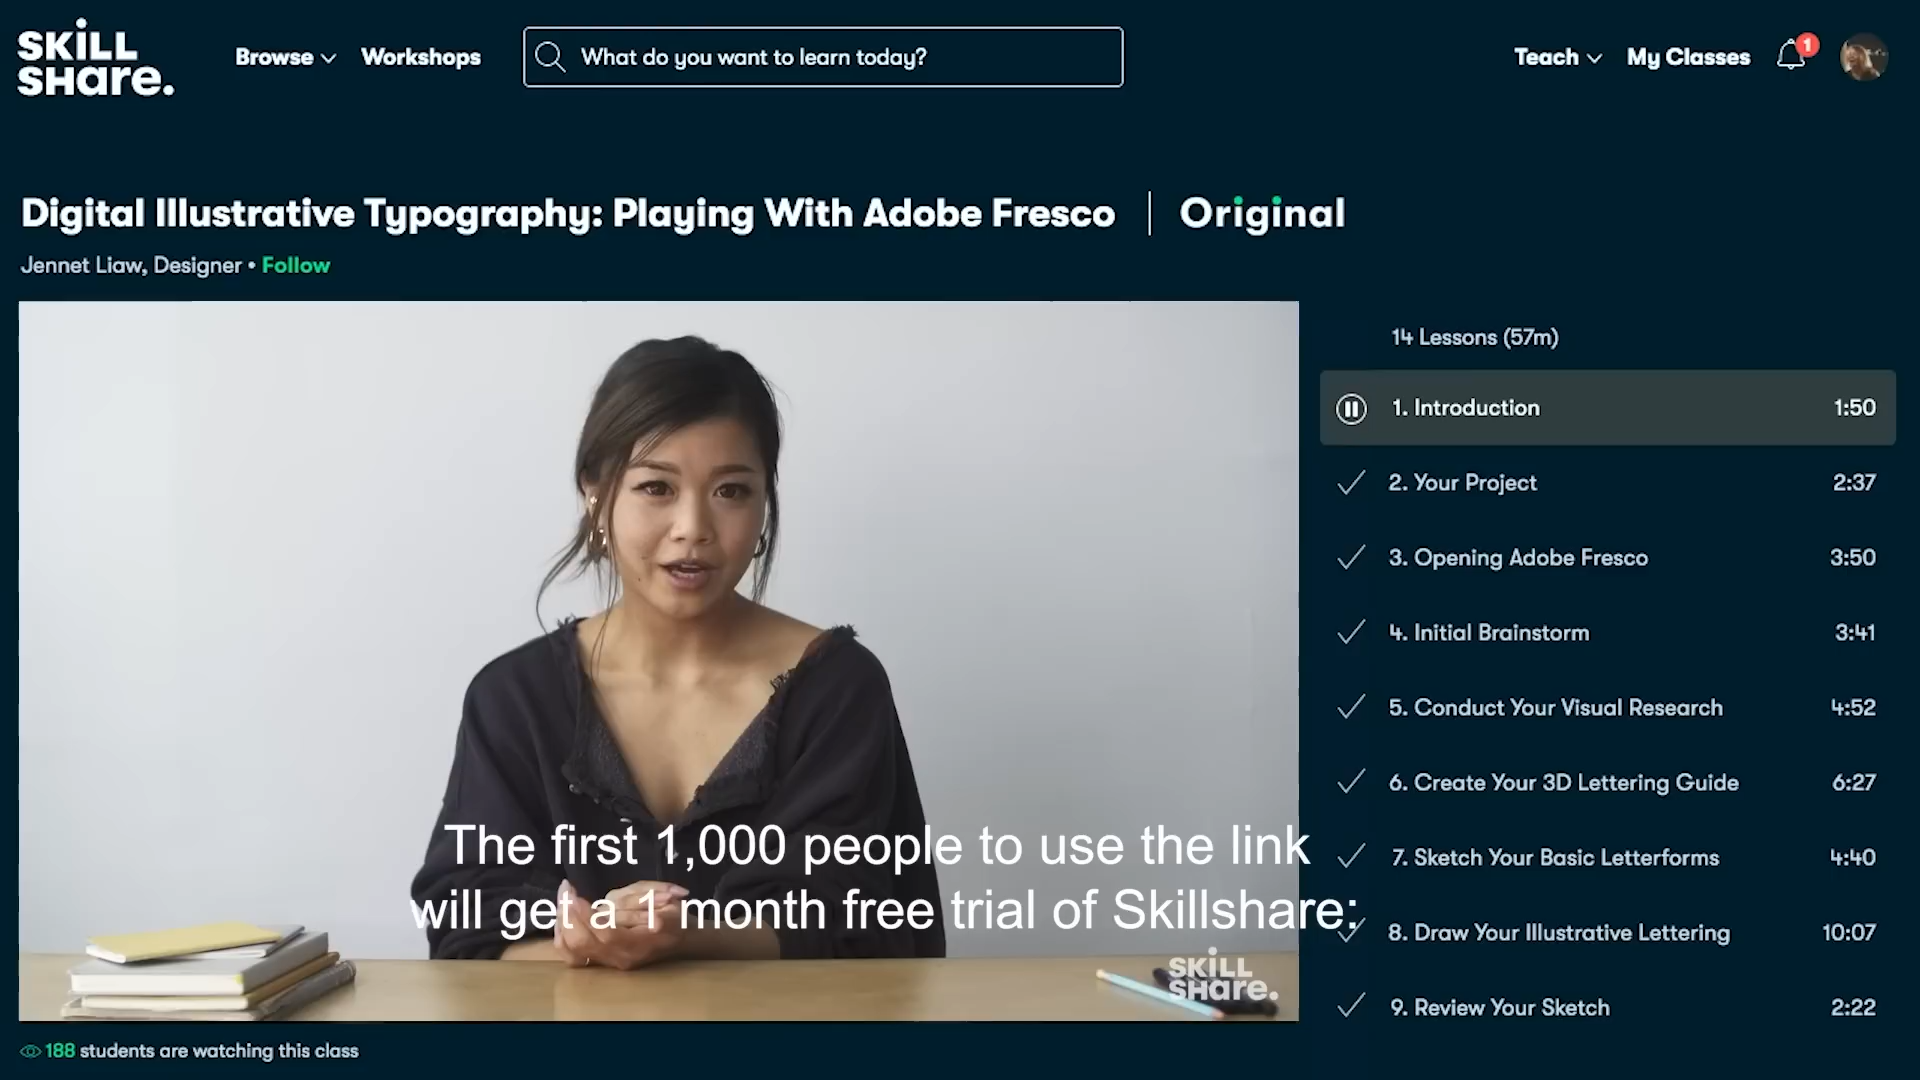 SKILL
SHare.
Browse
Workshops
What do you want to learn today?
Teach
My Classes
1
Digital Illustrative Typography: Playing With Adobe Fresco | Original
Jennet Liaw, Designer • Follow
14 Lessons (57m)
1. Introduction 1:50
2. Your Project 2:37
3. Opening Adobe Fresco 3:50
4. Initial Brainstorm 3:41
5. Conduct Your Visual Research 4:52
6. Create Your 3D Lettering Guide 6:27
7. Sketch Your Basic Letterforms 4:40
8. Draw Your Illustrative Lettering 10:07
9. Review Your Sketch 2:22
The first 1,000 people to use the link
will get a 1 month free trial of Skillshare:
SKILL
SHare.
188 students are watching this class